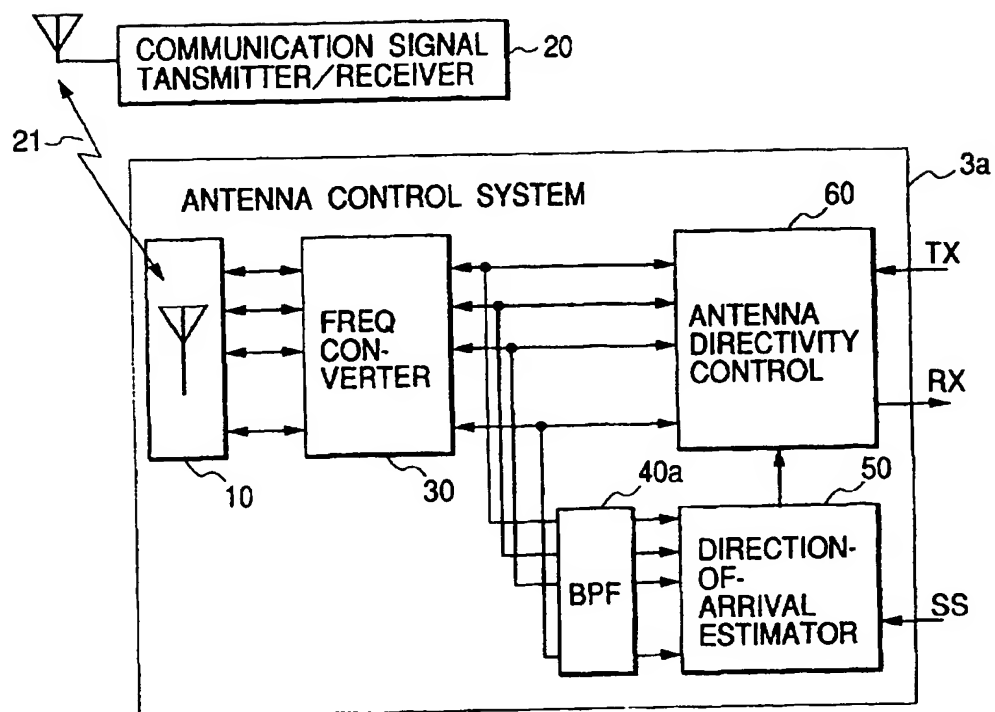 COMMUNICATION SIGNAL
TANSMITTER/RECEIVER
20
21
3a
ANTENNA CONTROL SYSTEM
60
TX
FREQ
CON-
VERTER
ANTENNA
DIRECTIVITY
CONTROL
RX
10
30
40a
50
BPF
DIRECTION-
OF-
ARRIVAL
ESTIMATOR
SS